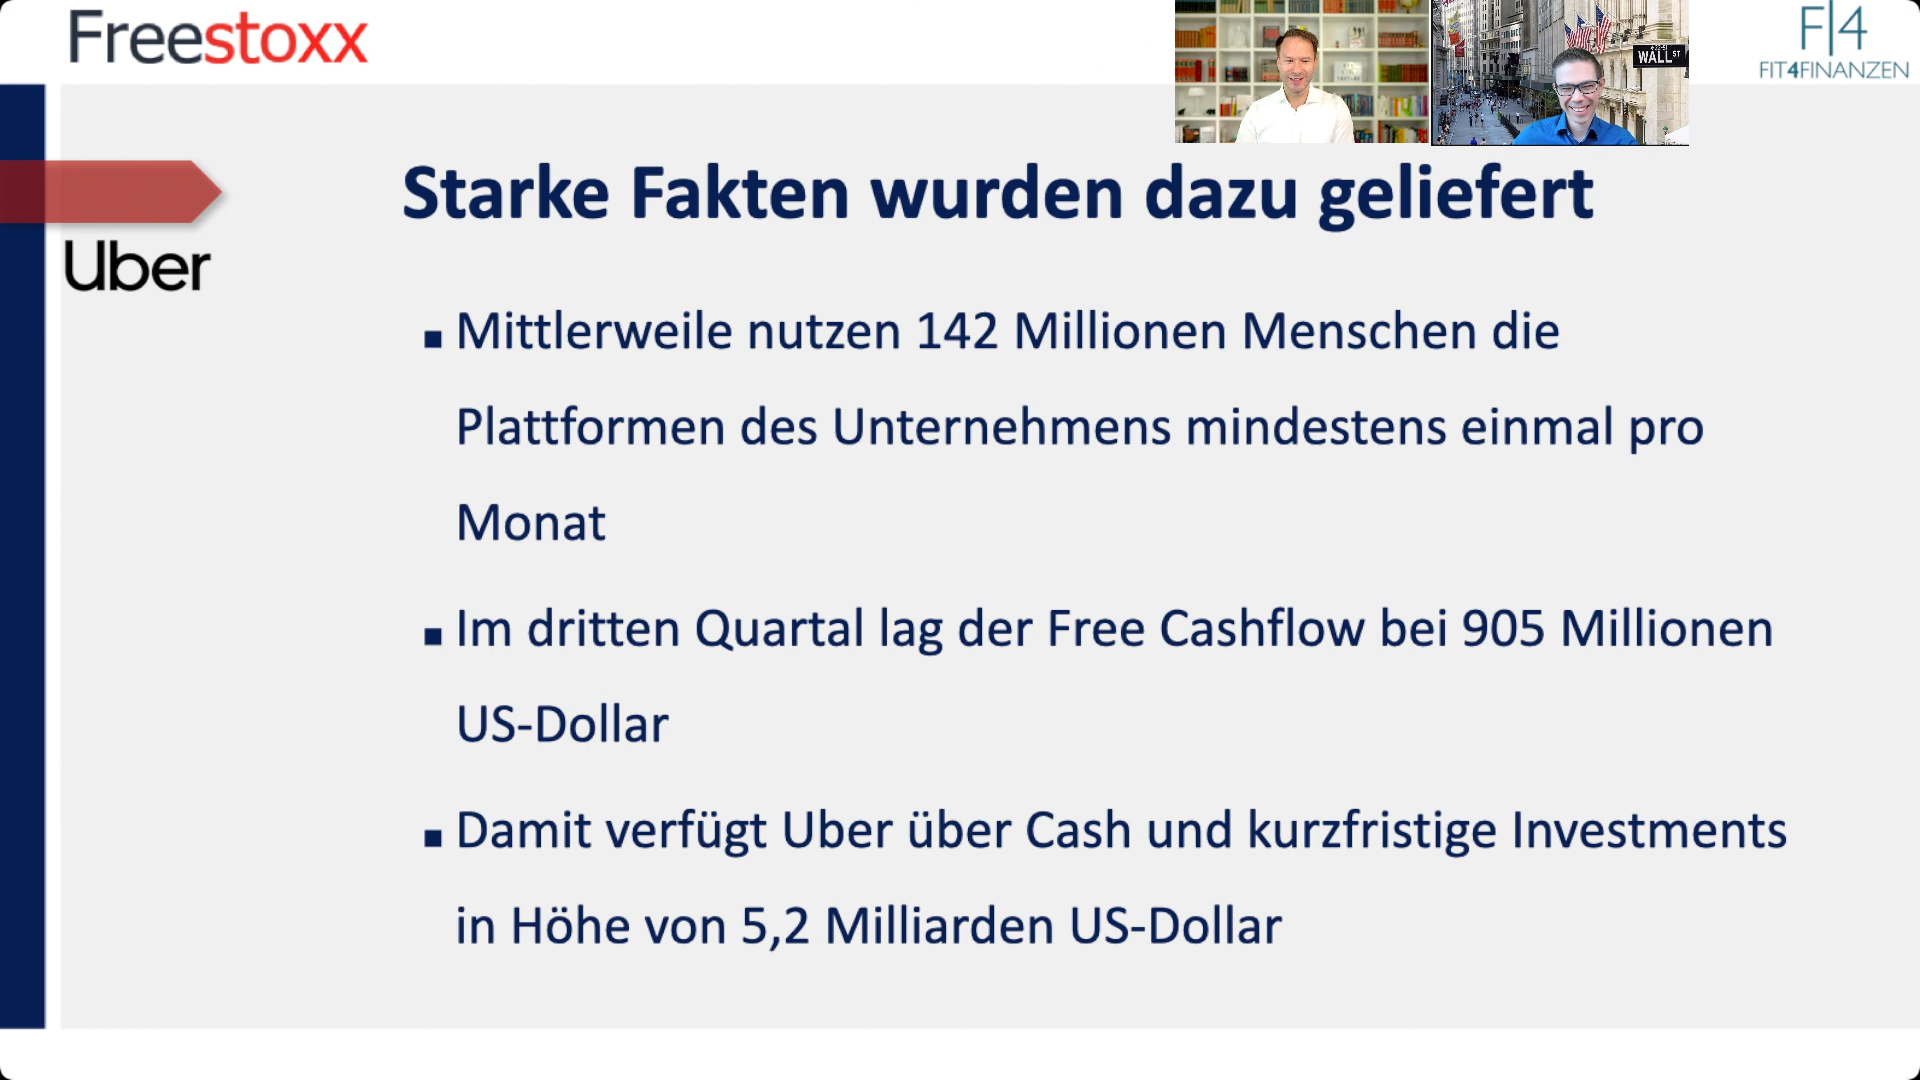 Freestoxx
WALL ST
F|4
FIT4FINANZEN
Uber
Starke Fakten wurden dazu geliefert
▪ Mittlerweile nutzen 142 Millionen Menschen die
Plattformen des Unternehmens mindestens einmal pro
Monat
▪ Im dritten Quartal lag der Free Cashflow bei 905 Millionen
US-Dollar
▪ Damit verfügt Uber über Cash und kurzfristige Investments
in Höhe von 5,2 Milliarden US-Dollar